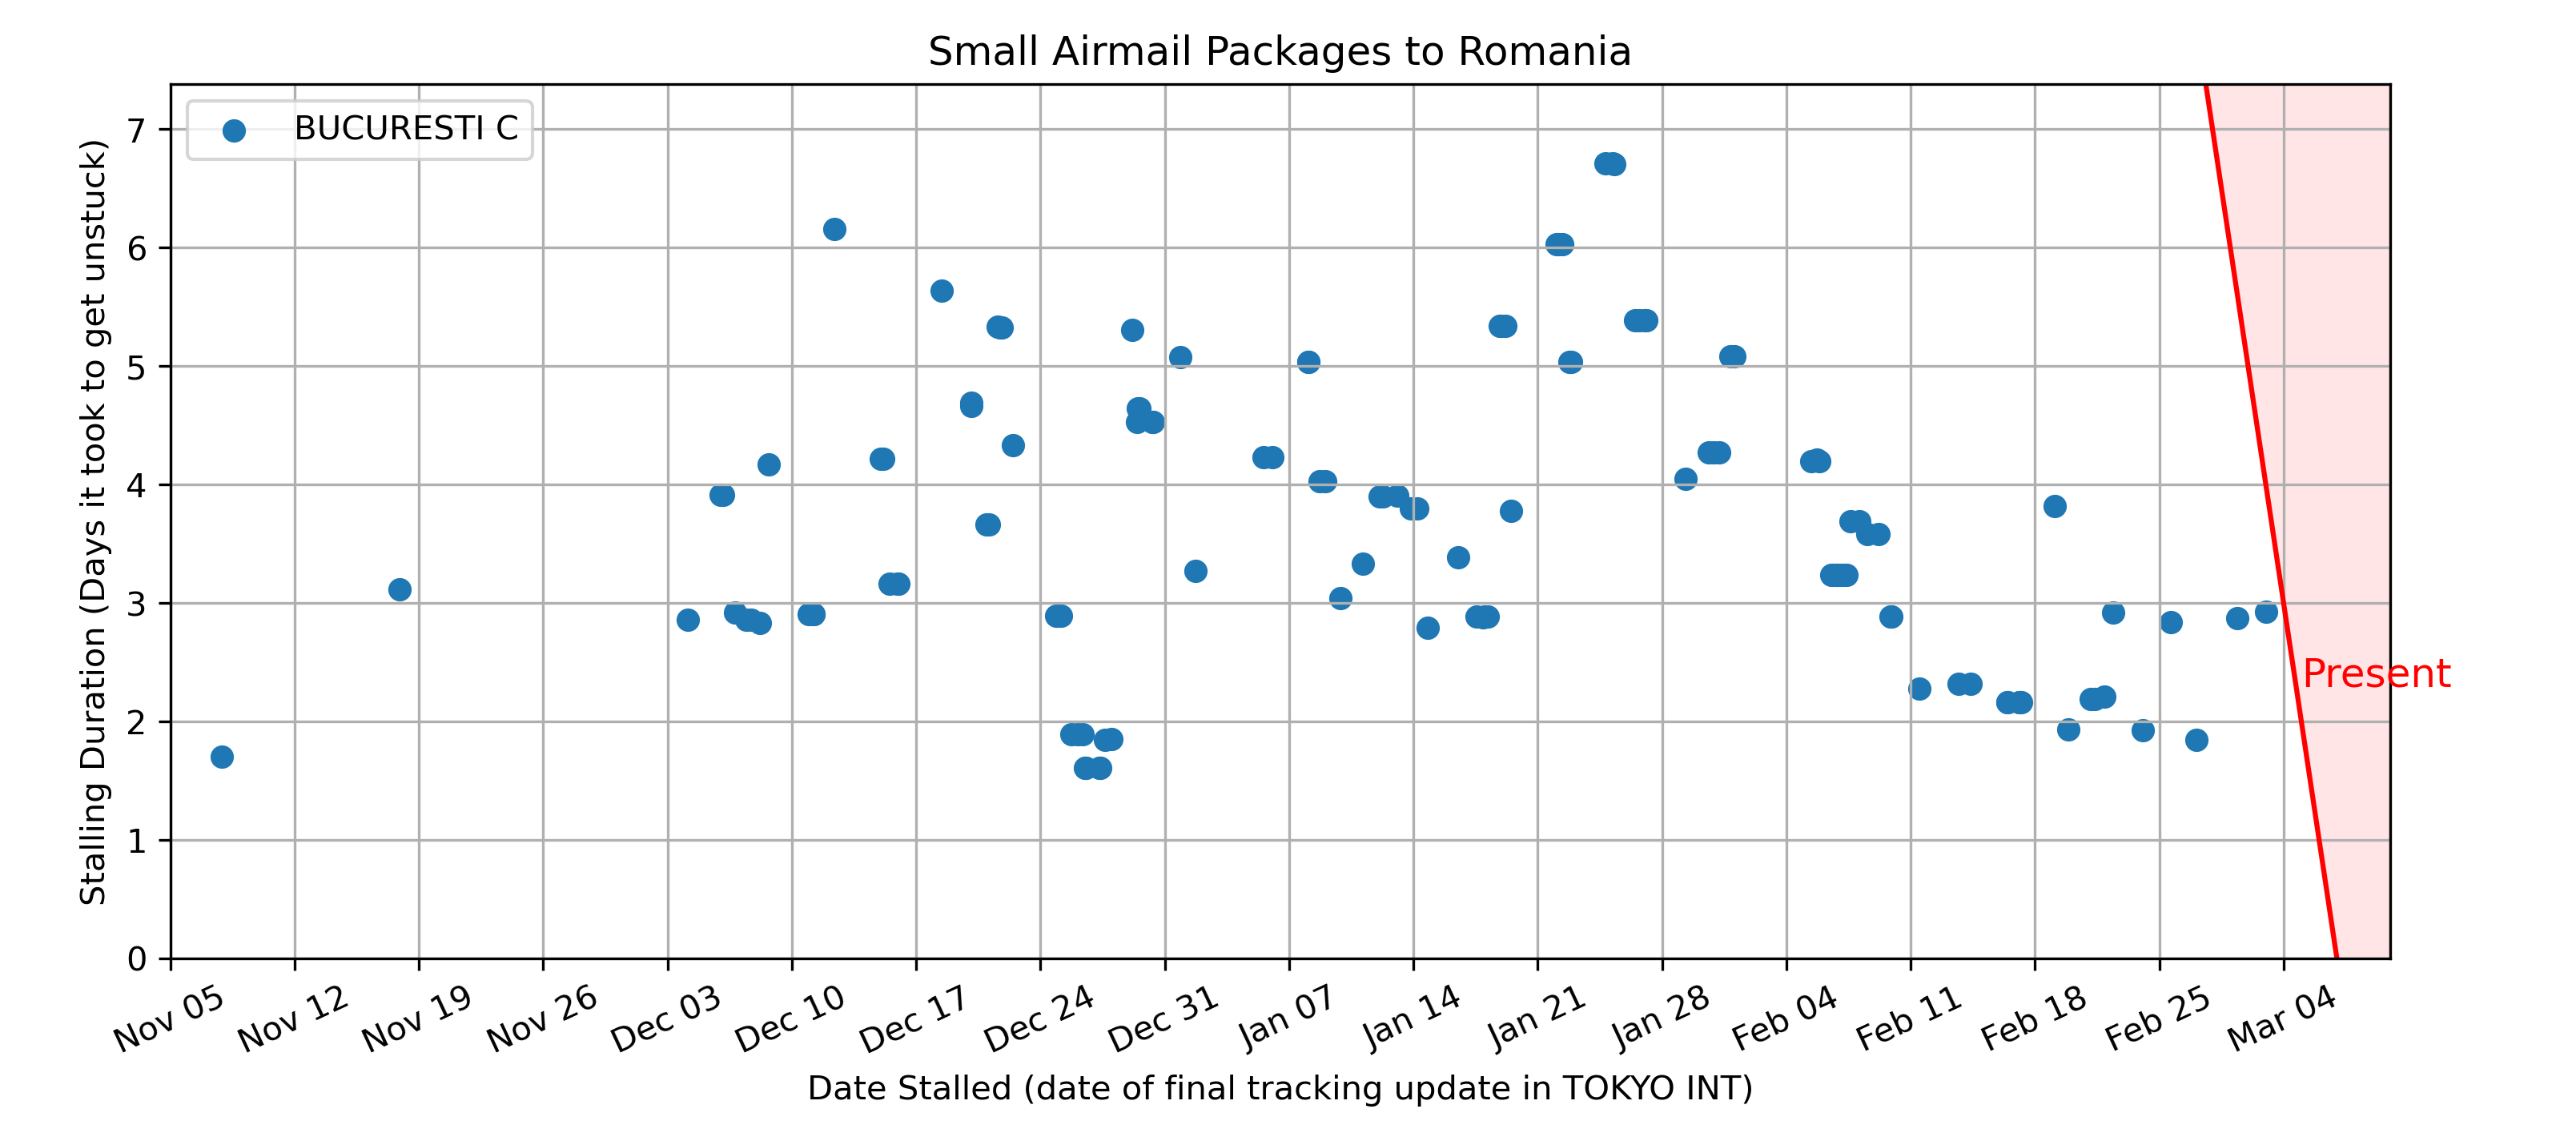 Small Airmail Packages to Romania
BUCURESTI C
Stalling Duration (Days it took to get unstuck)
7
6
5
4
3
2
1
0
Present
Nov 05
Nov 12
Nov 19
Nov 26
Dec 03
Dec 10
Dec 17
Dec 24
Dec 31
Jan 07
Jan 14
Jan 21
Jan 28
Feb 04
Feb 11
Feb 18
Feb 25
Mar 04
Date Stalled (date of final tracking update in TOKYO INT)